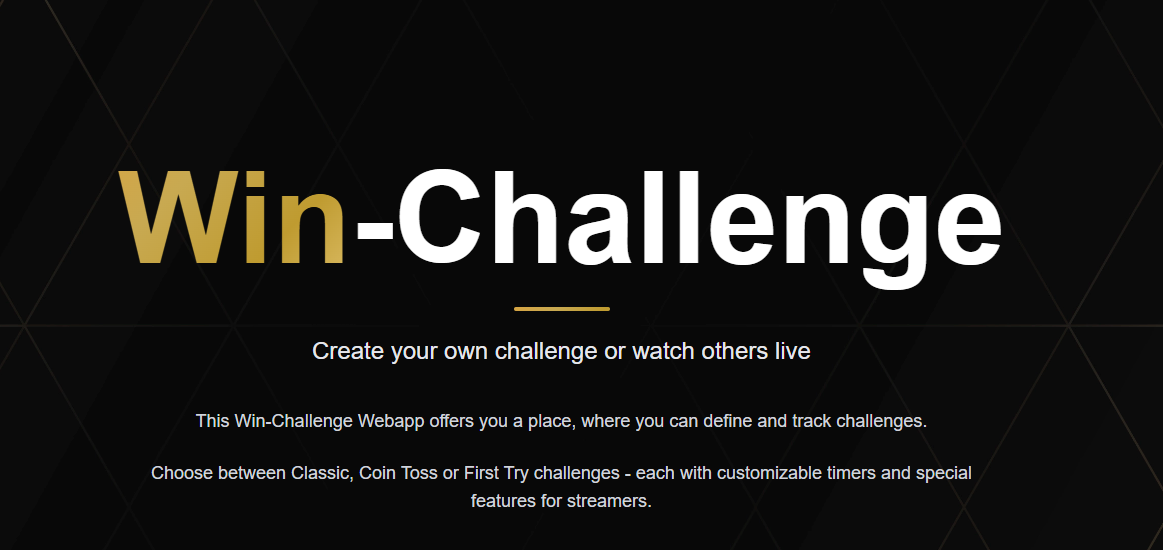 Win-Challenge
Create your own challenge or watch others live
This Win-Challenge Webapp offers you a place, where you can define and track challenges.
Choose between Classic, Coin Toss or First Try challenges - each with customizable timers and special
features for streamers.